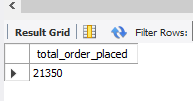 Result Grid Filter Rows:
total_order_placed
21350